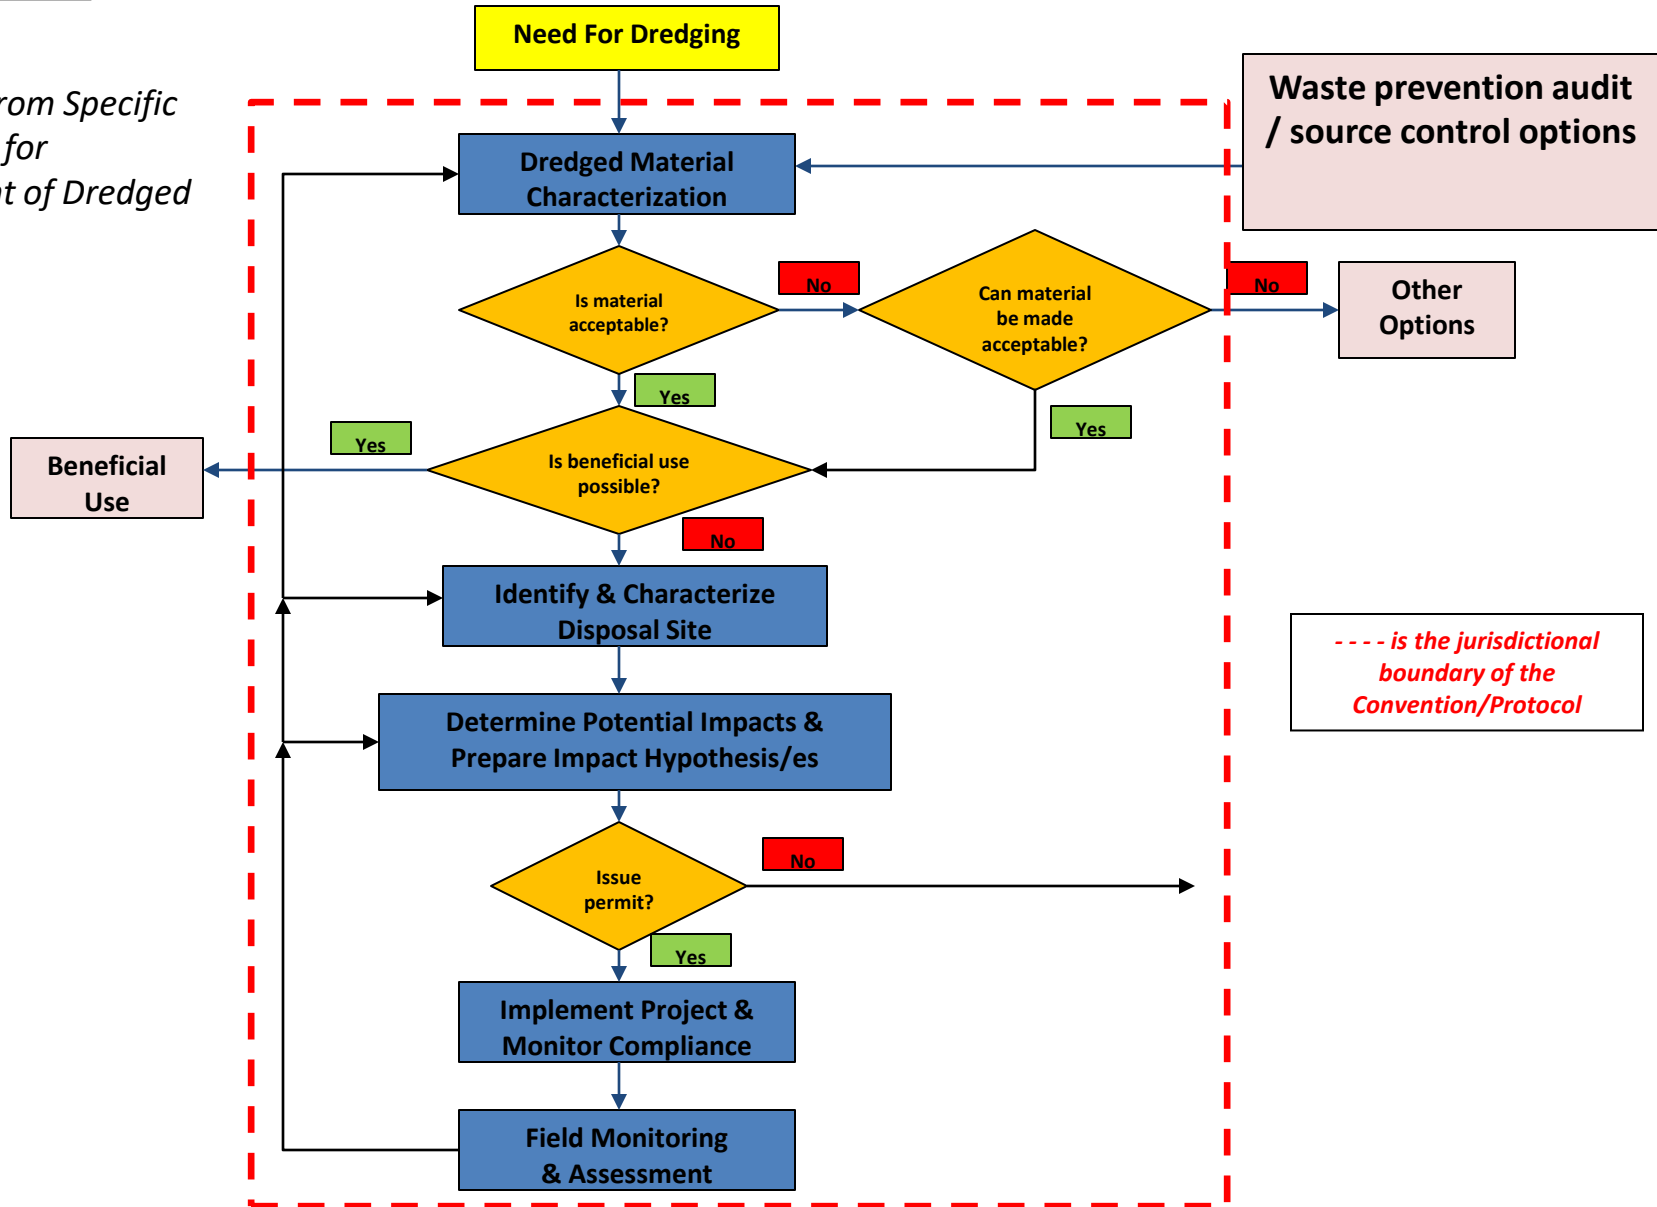 Need For Dredging
Waste prevention audit
/ source control options
rom Specific
for
t of Dredged
Dredged Material
Characterization
Is material
acceptable?
No
Can material
be made
acceptable?
No
Other
Options
Yes
Yes
Yes
Beneficial
Use
Is beneficial use
possible?
No
Identify & Characterize
Disposal Site
- - - - is the jurisdictional
boundary of the
Convention/Protocol
Determine Potential Impacts &
Prepare Impact Hypothesis/es
Issue
permit?
No
Yes
Implement Project &
Monitor Compliance
Field Monitoring
& Assessment